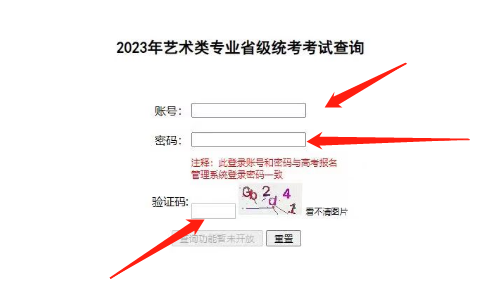 2023年艺术类专业省级统考考试查询
账号:
密码:
注释：此登录账号和密码与高考报名
管理系统登录密码一致
验证码:
看不清图片
查询功能暂未开放 重置